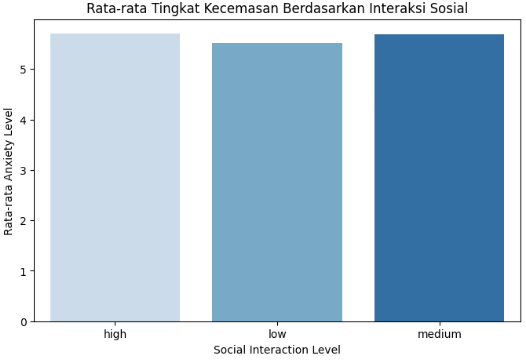 Rata-rata Tingkat Kecemasan Berdasarkan Interaksi Sosial
Rata-rata Anxiety Level
5
4
3
2
1
0
high low medium
Social Interaction Level